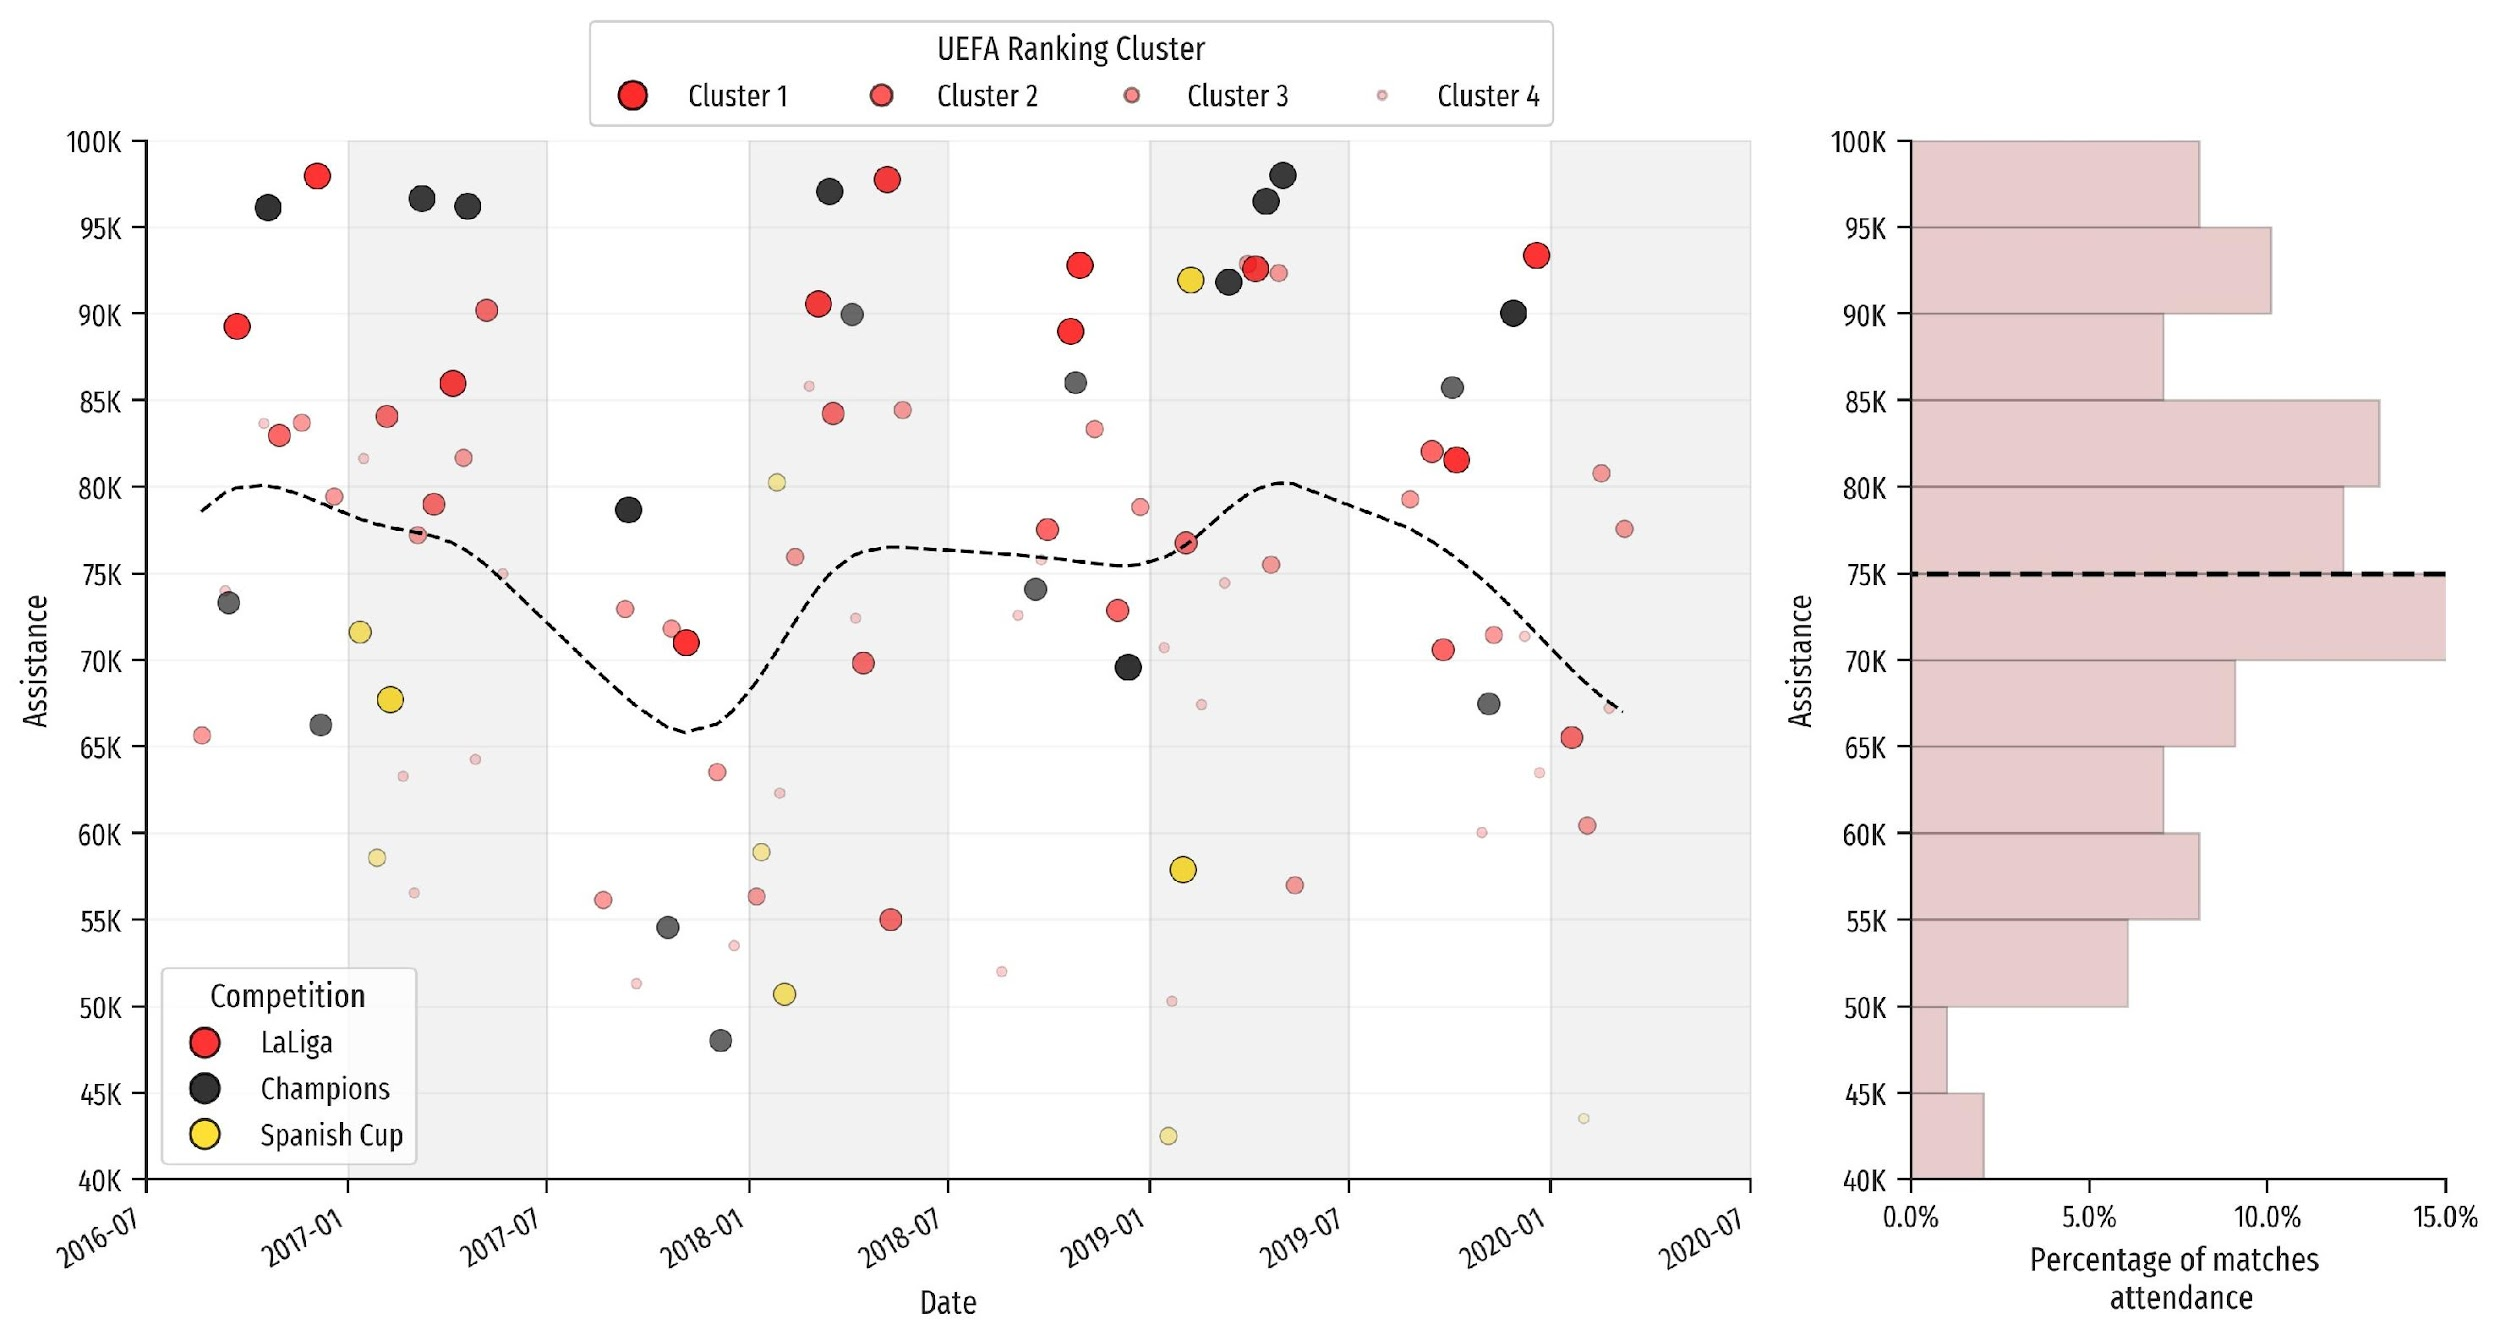 UEFA Ranking Cluster
Cluster 1 Cluster 2 Cluster 3 Cluster 4
100K
95K
90K
85K
80K
75K
70K
65K
60K
55K
50K
45K
40K
Assistance
Competition
LaLiga
Champions
Spanish Cup
2016-07 2017-01 2017-07 2018-01 2018-07 2019-01 2019-07 2020-01 2020-07
Date
100K
95K
90K
85K
80K
75K
70K
65K
60K
55K
50K
45K
40K
Assistance
0.0% 5.0% 10.0% 15.0%
Percentage of matches
attendance